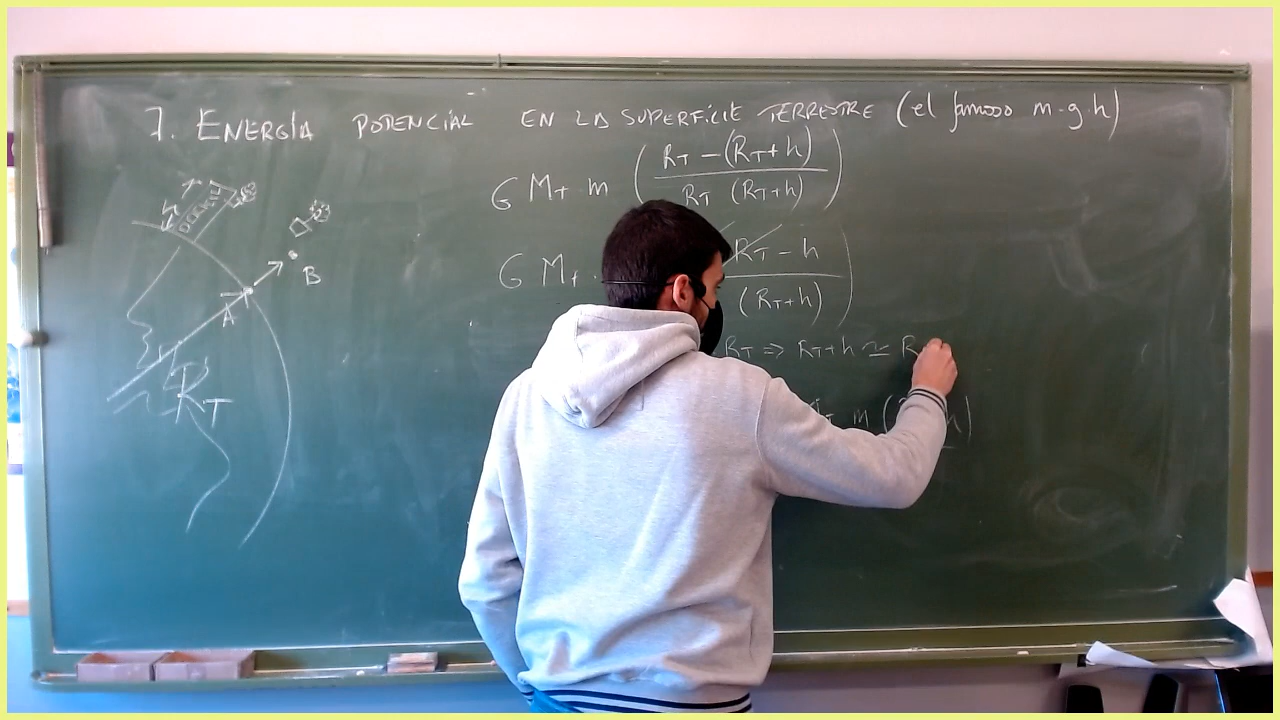 7. ENERGÍA POTENCIAL EN LA SUPERFICIE TERRESTRE (el famoso m·g·h)
G M_T m ( (R_T - (R_T + h)) / (R_T (R_T + h)) )
G M_T · R_T - h / (R_T + h) )
R_T ⇒ R_T + h ≃ R
m ( h )
B
A
R_T